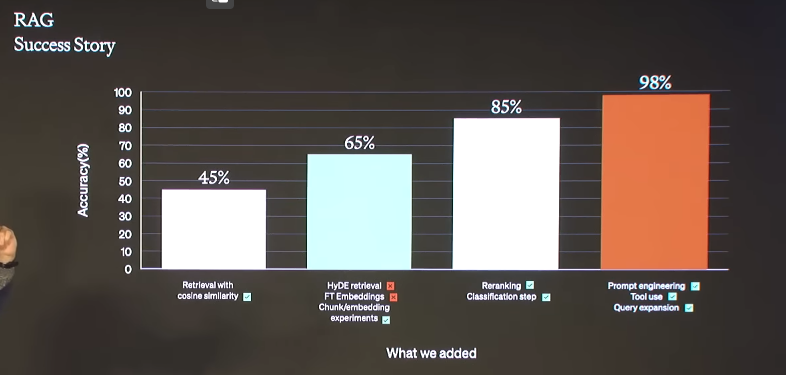 RAG
Success Story
Accuracy(%)
100
90
80
70
60
50
40
30
20
10
0
45%
65%
85%
98%
Retrieval with
cosine similarity
HyDE retrieval
FT Embeddings
Chunk/embedding
experiments
Reranking
Classification step
Prompt engineering
Tool use
Query expansion
What we added